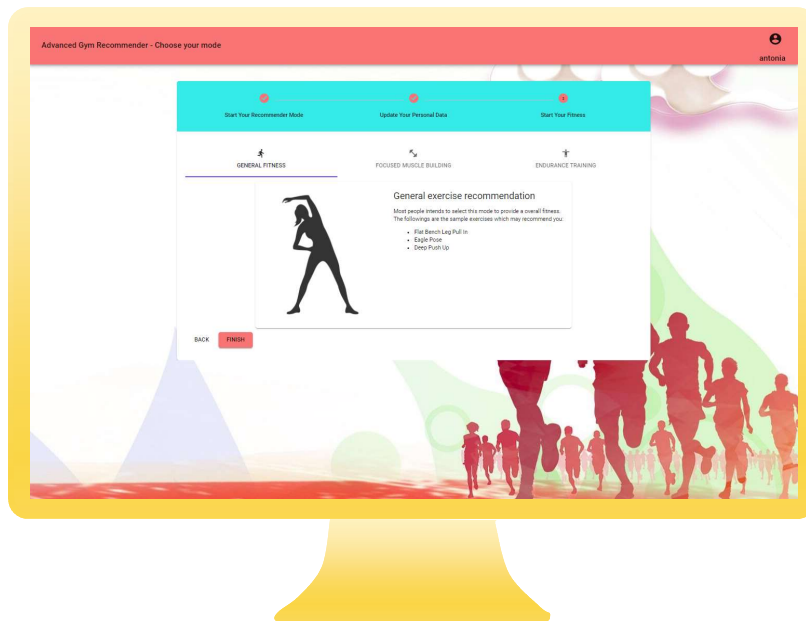 Advanced Gym Recommender - Choose your mode
antonia
Start Your Recommender Mode
Update Your Personal Data
Start Your Fitness
GENERAL FITNESS
FOCUSED MUSCLE BUILDING
ENDURANCE TRAINING
General exercise recommendation
Most people intends to select this mode to provide a overall fitness.
The followings are the sample exercises which may recommend you:
• Flat Bench Leg Pull In
• Eagle Pose
• Deep Push Up
BACK
FINISH